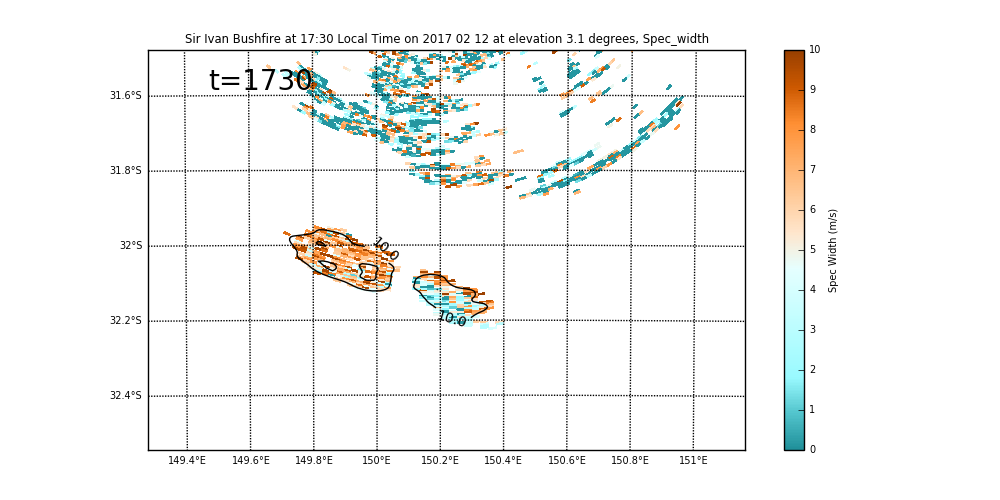 Sir Ivan Bushfire at 17:30 Local Time on 2017 02 12 at elevation 3.1 degrees, Spec_width
t=1730
31.6°S
31.8°S
32°S
32.2°S
32.4°S
10.0
10.0
149.4°E 149.6°E 149.8°E 150°E 150.2°E 150.4°E 150.6°E 150.8°E 151°E
10
9
8
7
6
5
4
3
2
1
0
Spec Width (m/s)